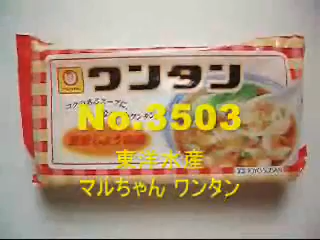 ワンタン
コクのあるスープに、
No.3503
東洋水産
マルちゃん ワンタン
TOYO SUISAN